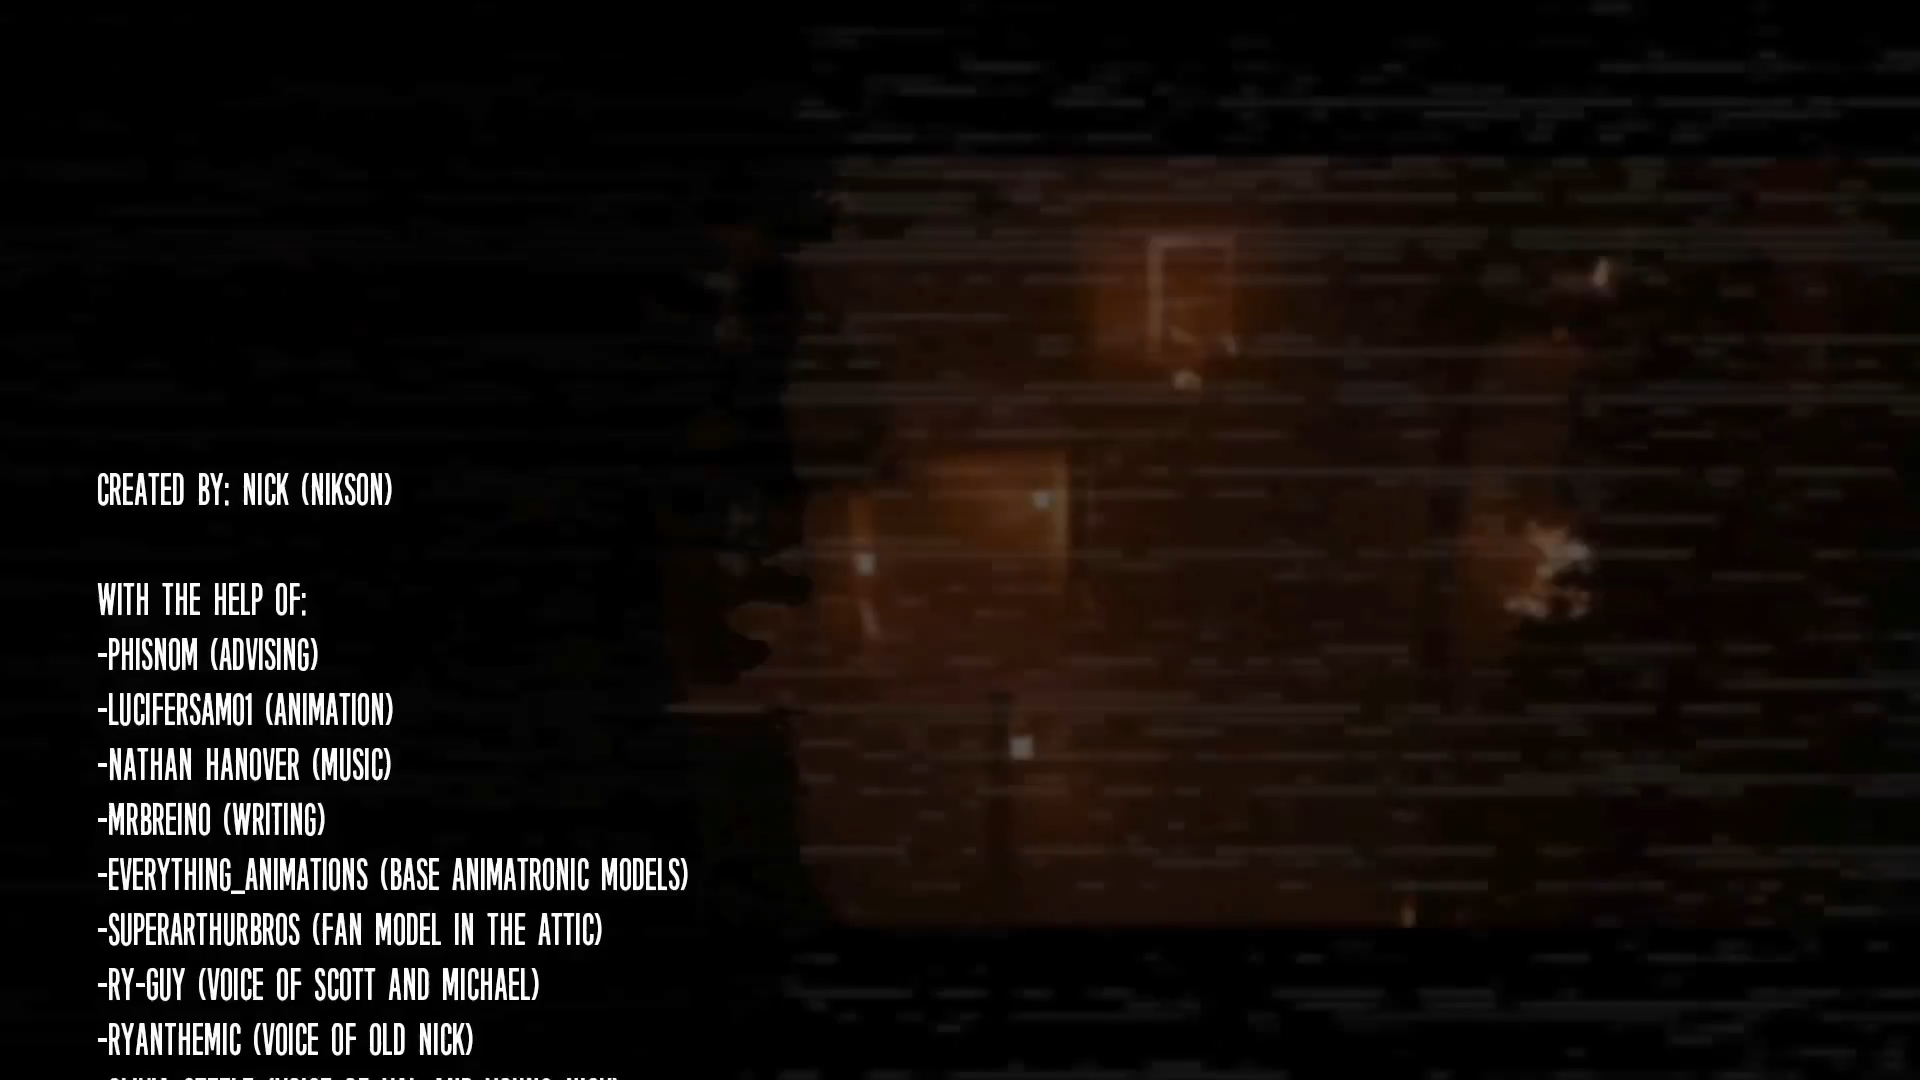 CREATED BY: NICK (NIKSON)
WITH THE HELP OF:
-PHISNOM (ADVISING)
-LUCIFERSAM01 (ANIMATION)
-NATHAN HANOVER (MUSIC)
-MRBREINO (WRITING)
-EVERYTHING_ANIMATIONS (BASE ANIMATRONIC MODELS)
-SUPERARTHURBROS (FAN MODEL IN THE ATTIC)
-RY-GUY (VOICE OF SCOTT AND MICHAEL)
-RYANTHEMIC (VOICE OF OLD NICK)